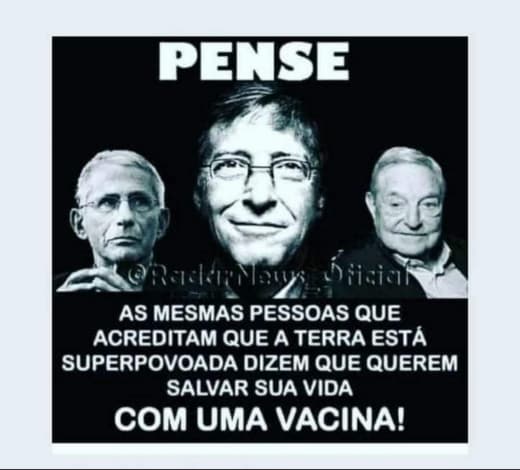 PENSE
@RadarNews_Oficial
AS MESMAS PESSOAS QUE
ACREDITAM QUE A TERRA ESTÁ
SUPERPOVOADA DIZEM QUE QUEREM
SALVAR SUA VIDA
COM UMA VACINA!